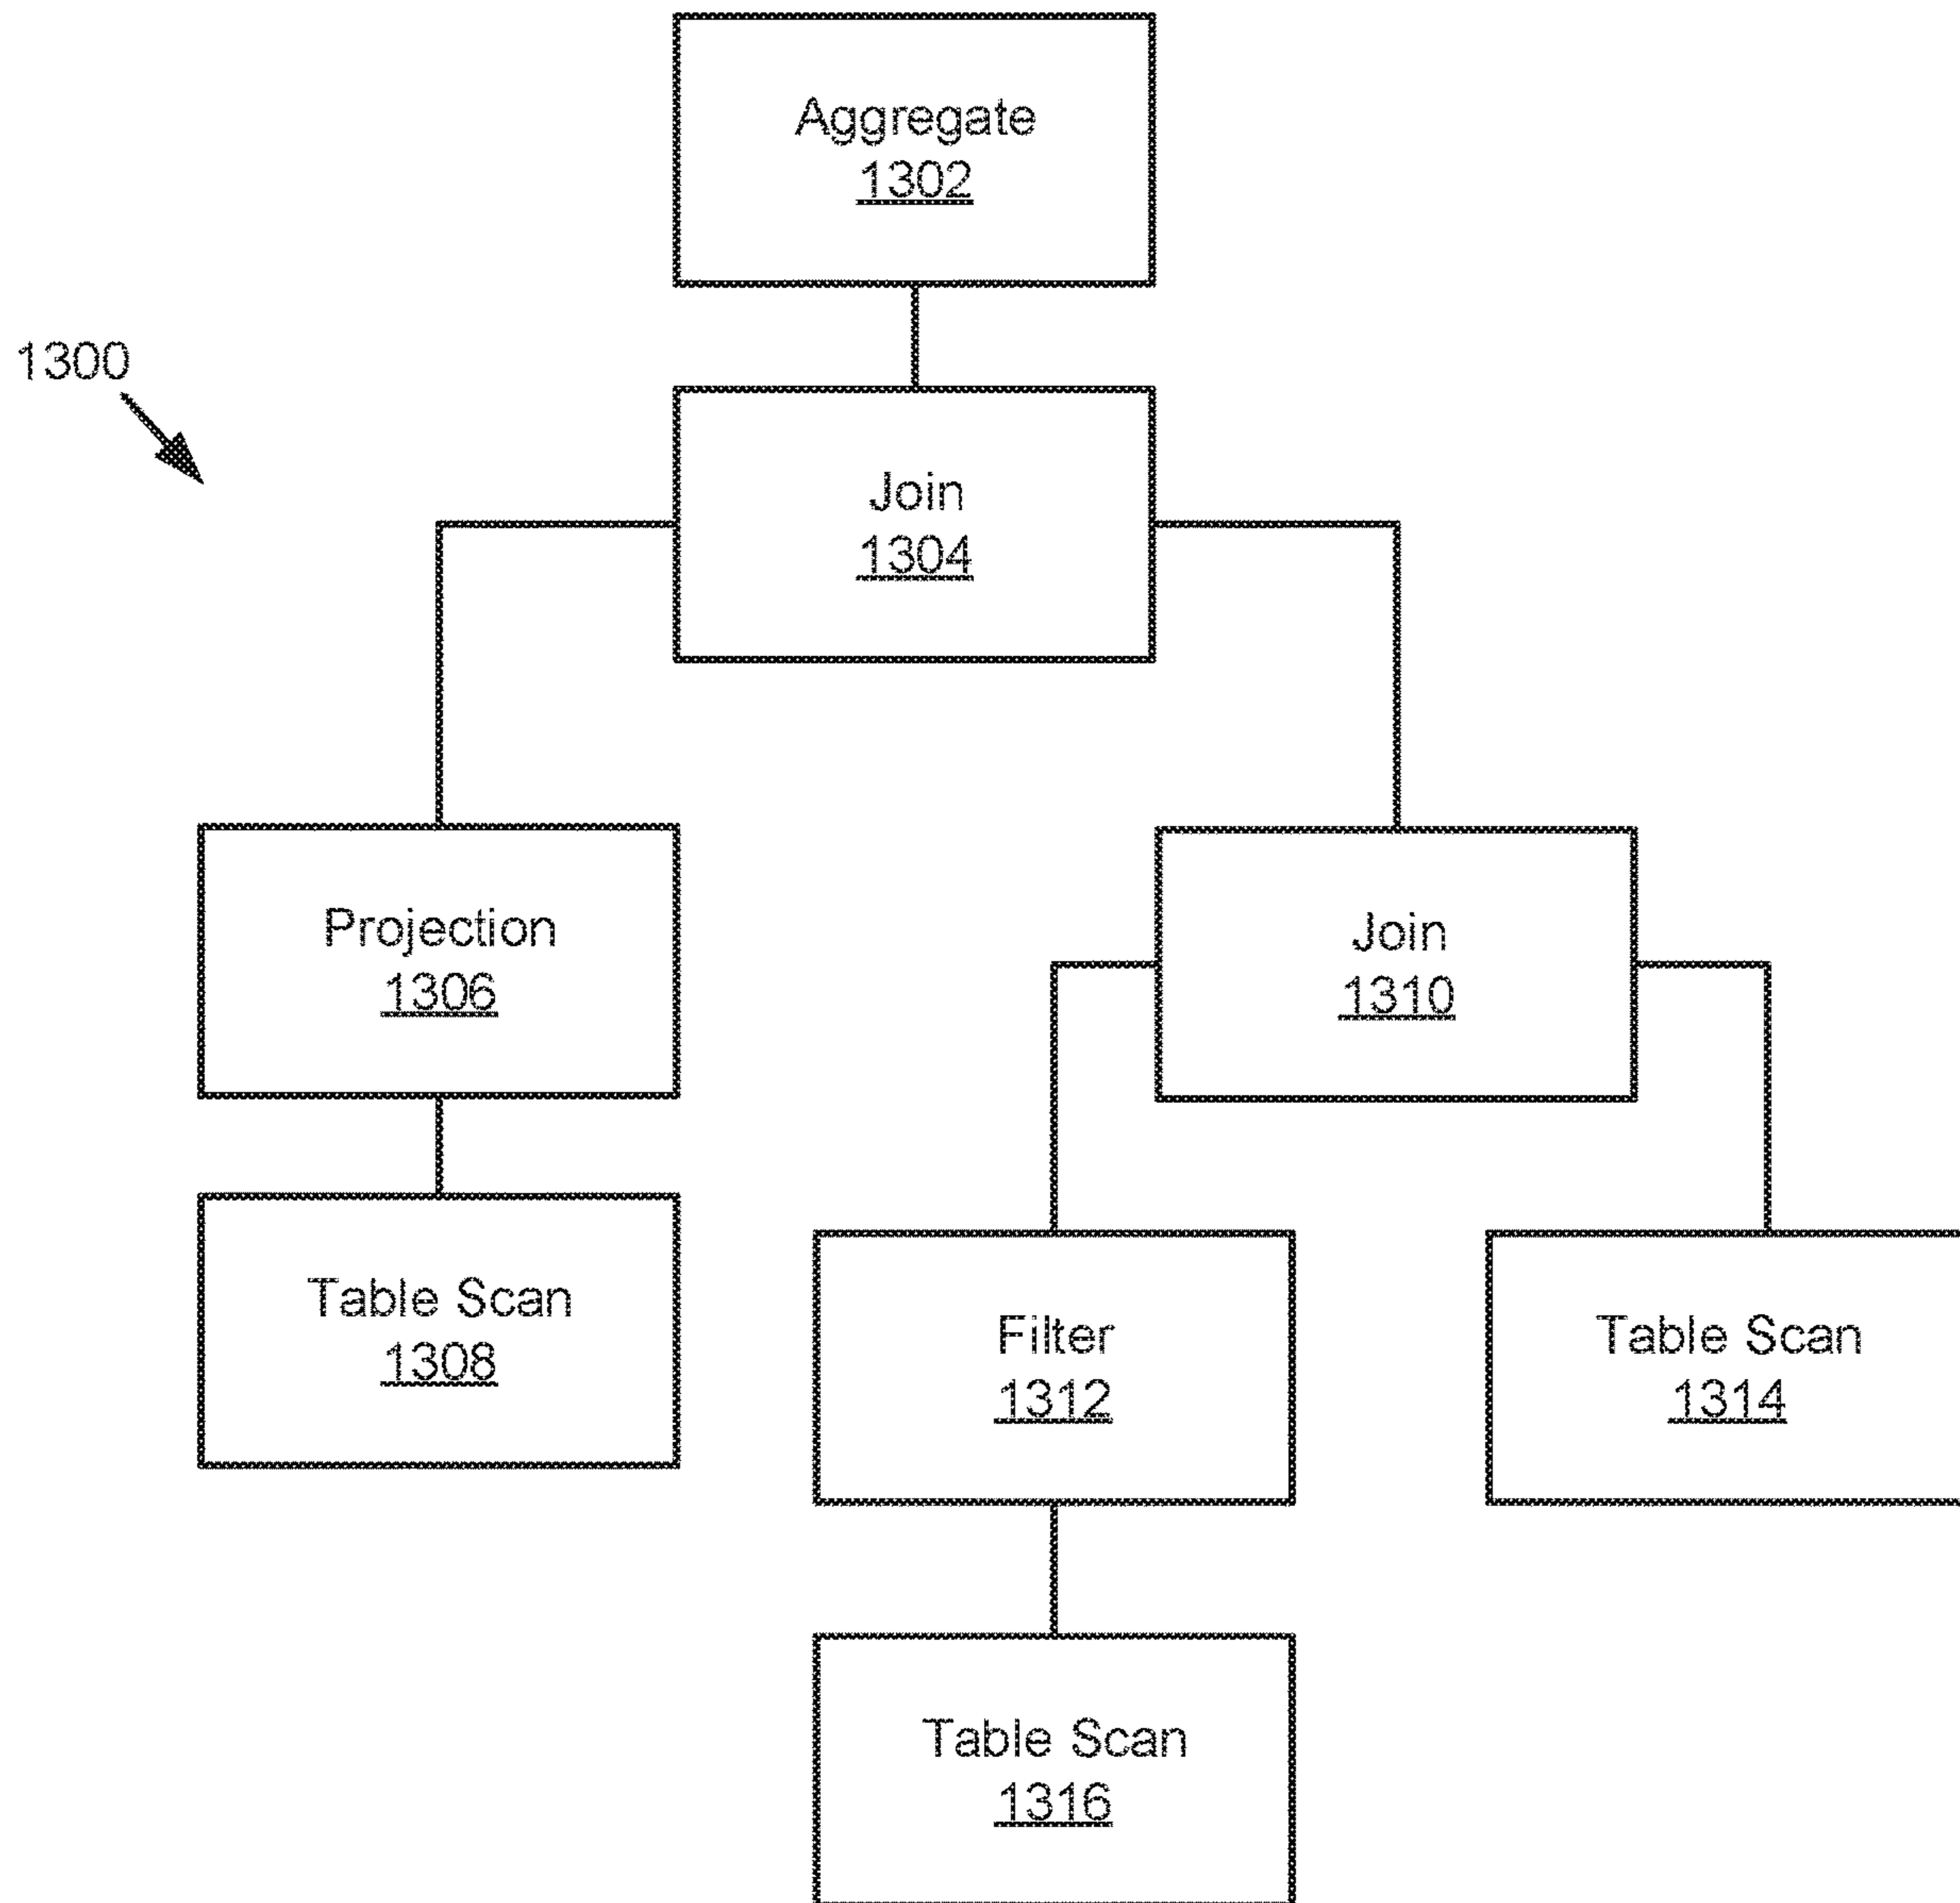 Aggregate
1302
1300
Join
1304
Projection
1306
Join
1310
Table Scan
1308
Filter
1312
Table Scan
1314
Table Scan
1316